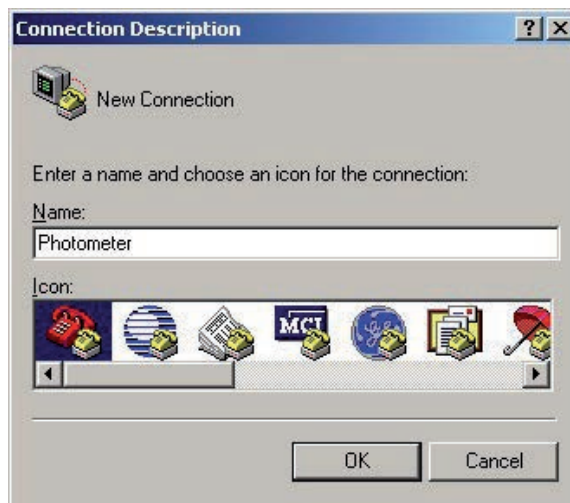 Connection Description
New Connection
Enter a name and choose an icon for the connection:
Name:
Photometer
Icon:
MCI
OK
Cancel